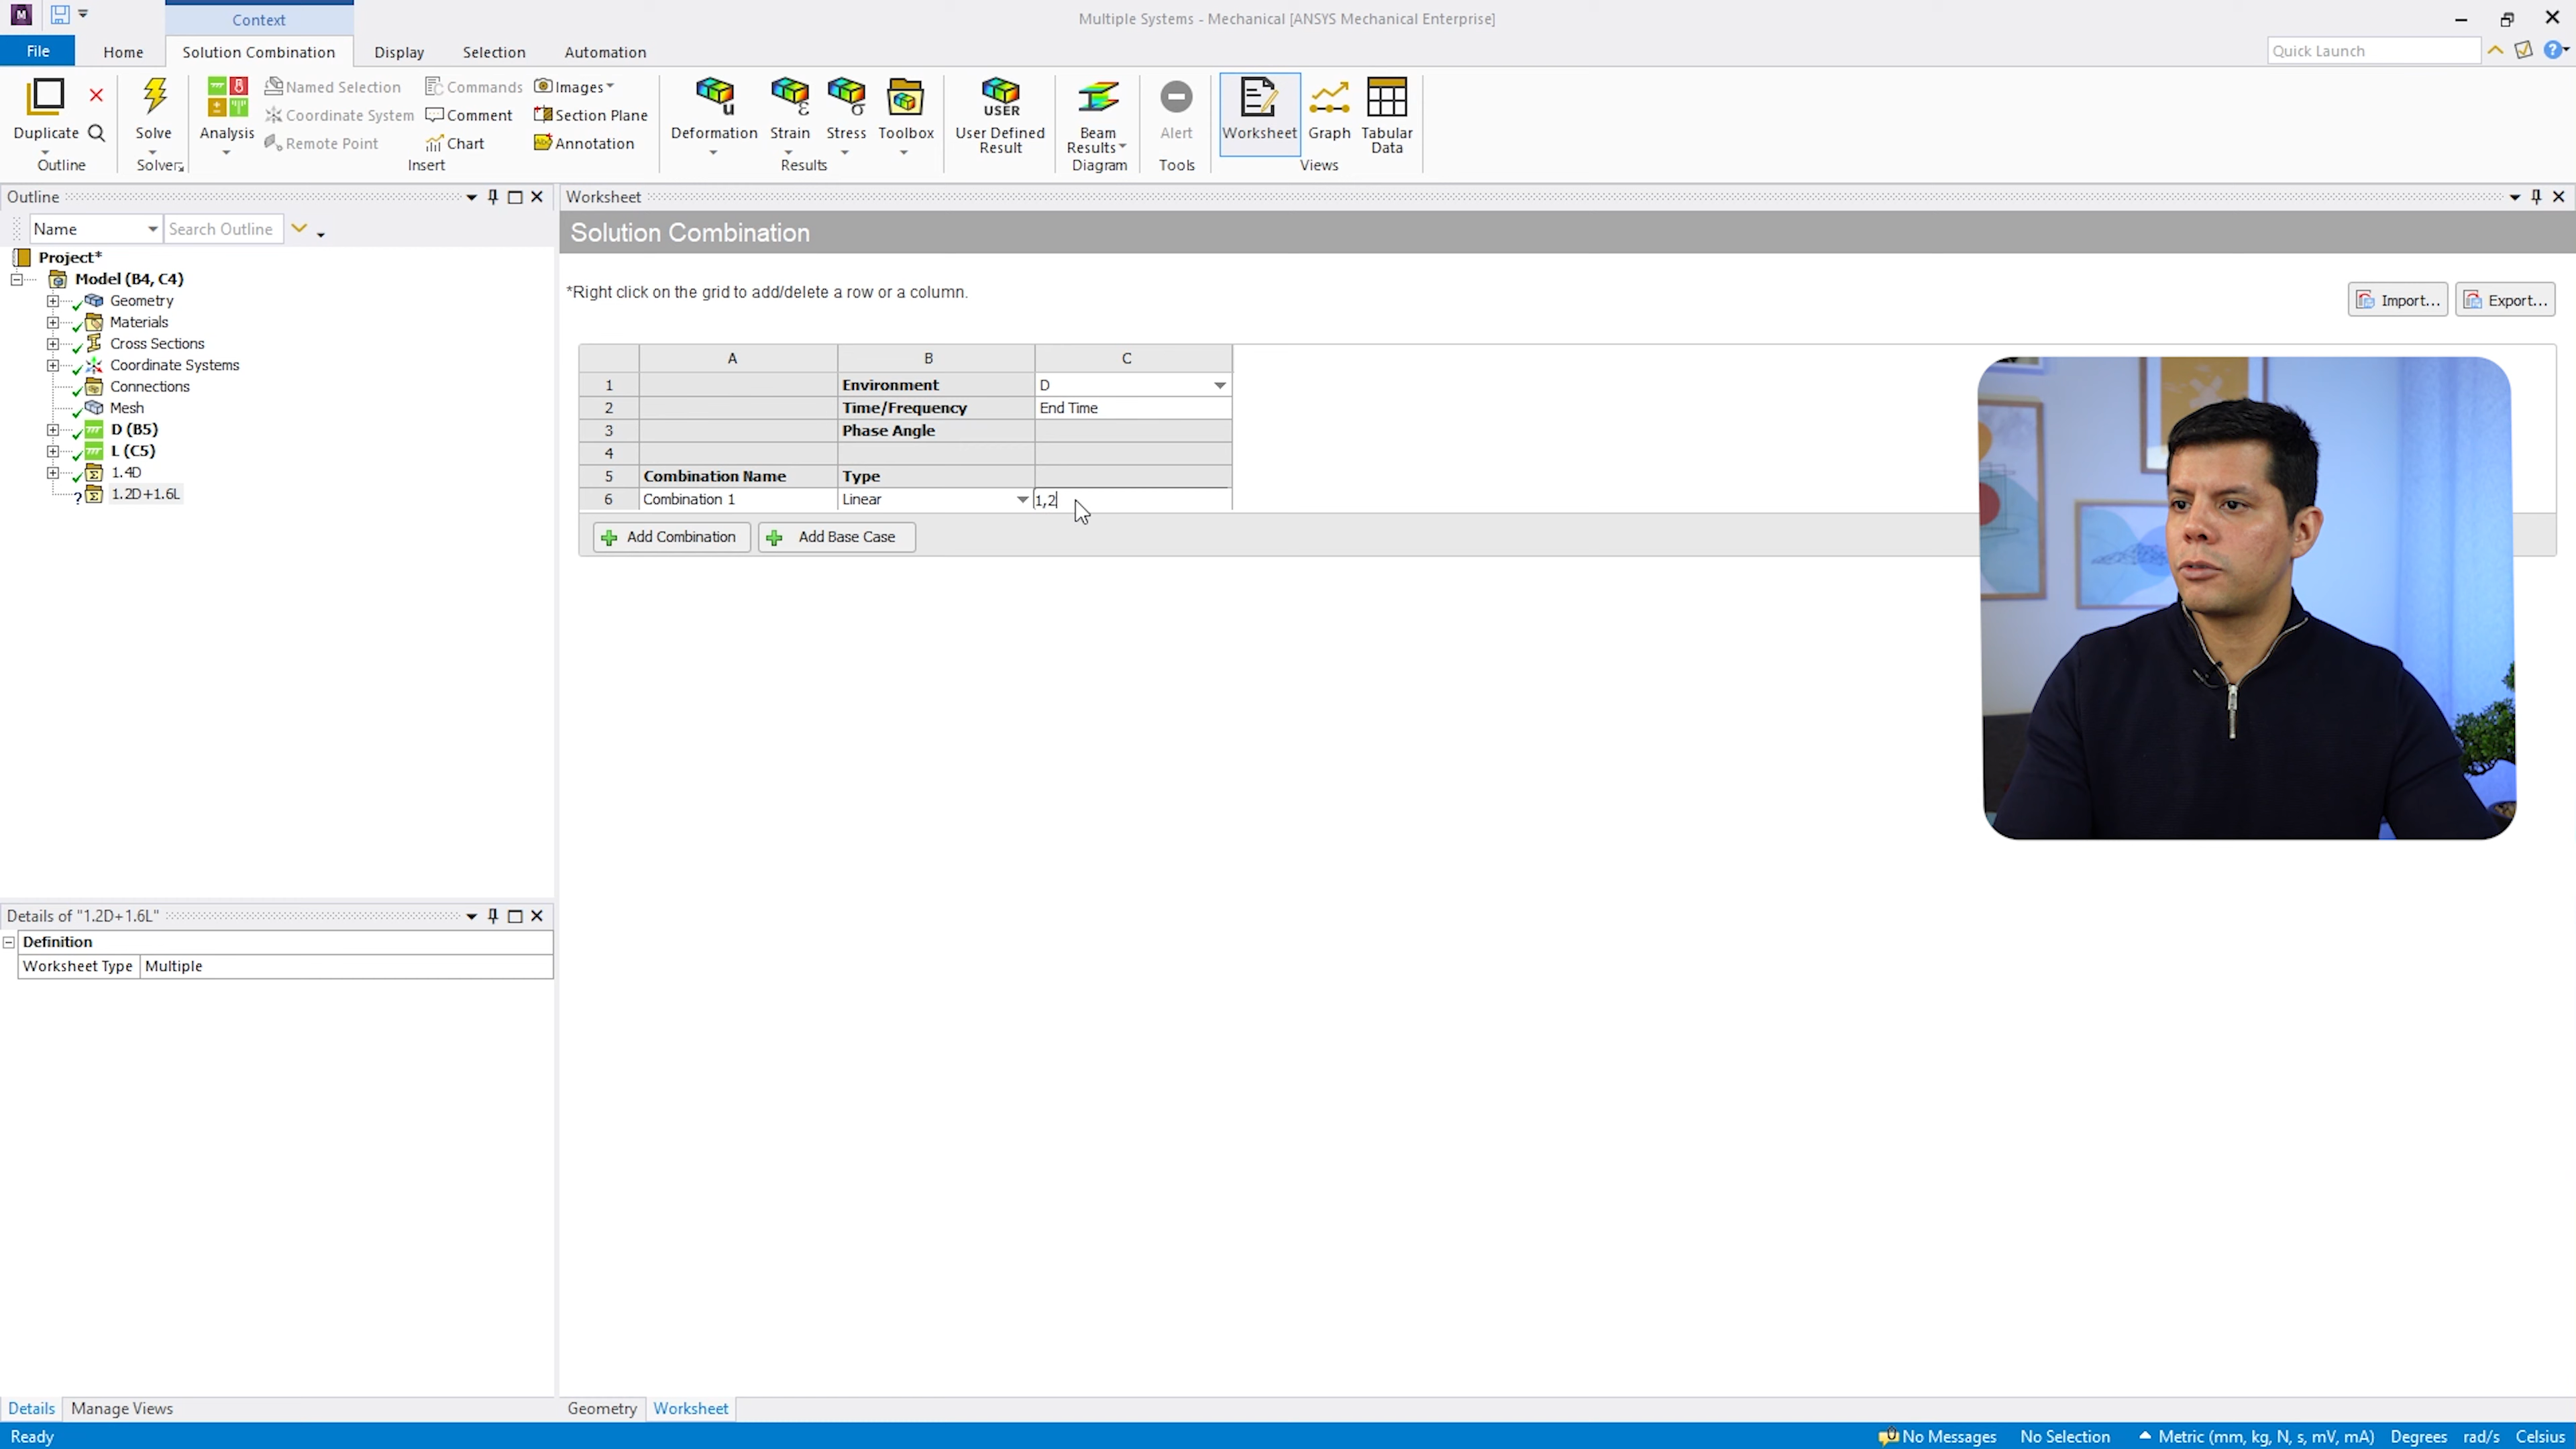 Context
Multiple Systems - Mechanical [ANSYS Mechanical Enterprise]
File
Home
Solution Combination
Display
Selection
Automation
Quick Launch
Duplicate
Outline
Solve
Solver
Analysis
Named Selection
Coordinate System
Remote Point
Commands
Comment
Chart
Images
Section Plane
Annotation
Insert
Deformation
Strain
Stress
Toolbox
Results
USER
User Defined
Result
Beam
Results
Diagram
Alert
Tools
Worksheet
Graph
Tabular
Data
Views
Outline
Name
Search Outline
Project*
Model (B4, C4)
Geometry
Materials
Cross Sections
Coordinate Systems
Connections
Mesh
D (B5)
L (C5)
1.4D
1.2D+1.6L
Details of "1.2D+1.6L"
Definition
Worksheet Type Multiple
Details
Manage Views
Worksheet
Solution Combination
*Right click on the grid to add/delete a row or a column.
Import...
Export...
A B C
1 Environment D
2 Time/Frequency End Time
3 Phase Angle
4
5 Combination Name Type
6 Combination 1 Linear 1,2
Add Combination
Add Base Case
Geometry
Worksheet
Ready
No Messages
No Selection
Metric (mm, kg, N, s, mV, mA)
Degrees
rad/s
Celsius